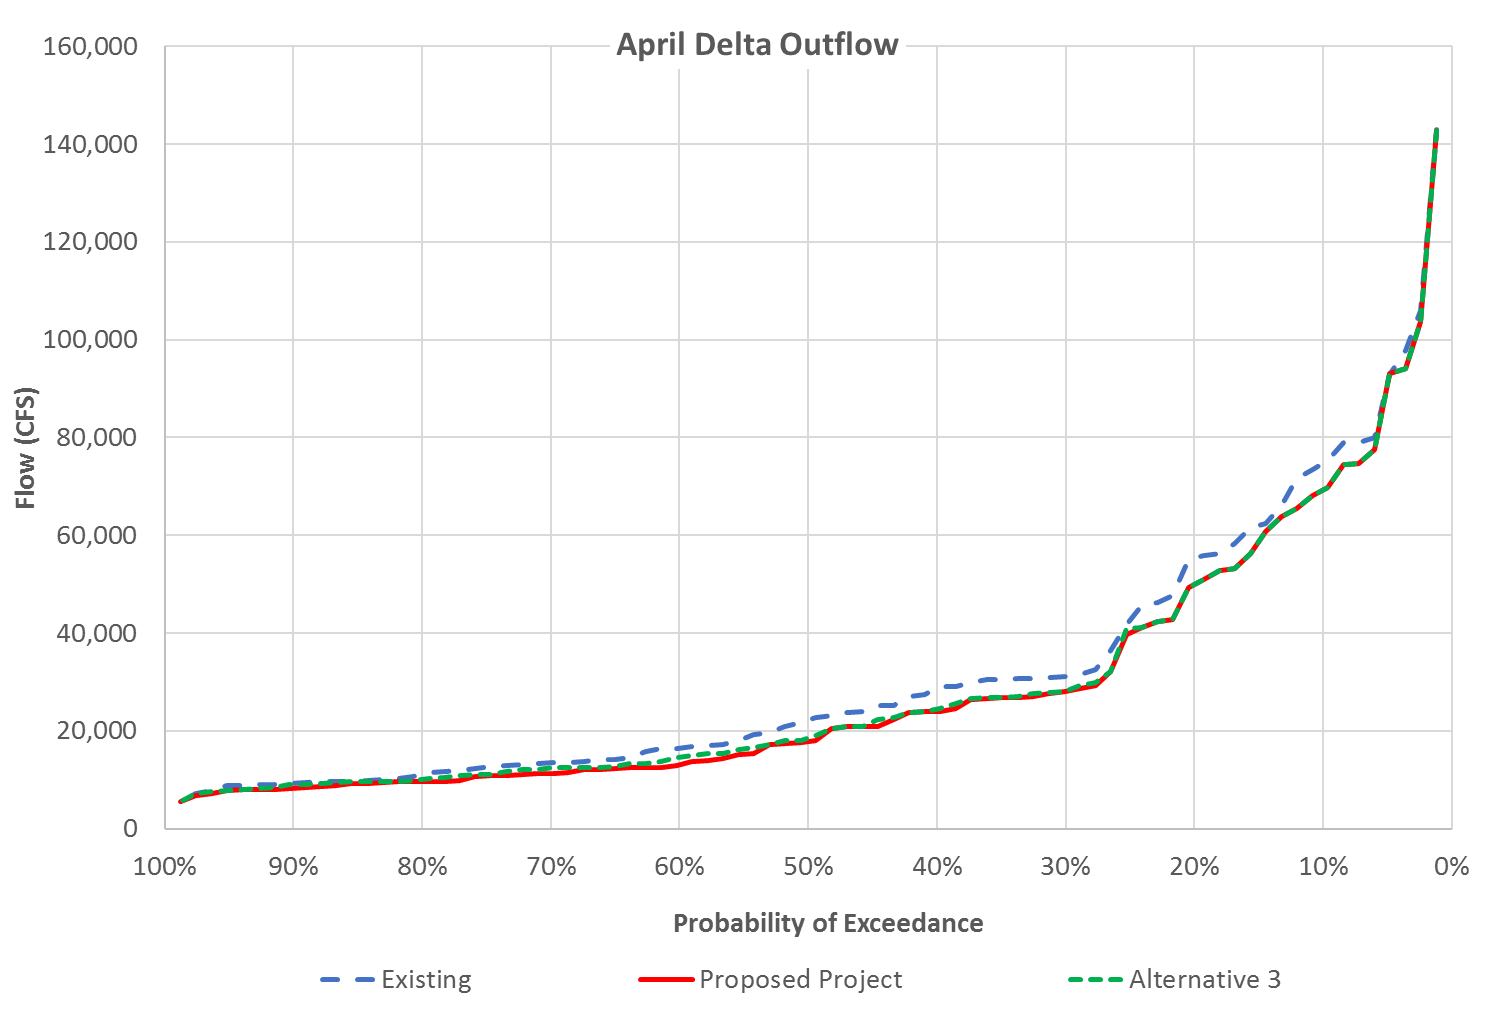 April Delta Outflow
160,000
140,000
120,000
100,000
80,000
60,000
40,000
20,000
0
Flow (CFS)
100% 90% 80% 70% 60% 50% 40% 30% 20% 10% 0%
Probability of Exceedance
Existing Proposed Project Alternative 3